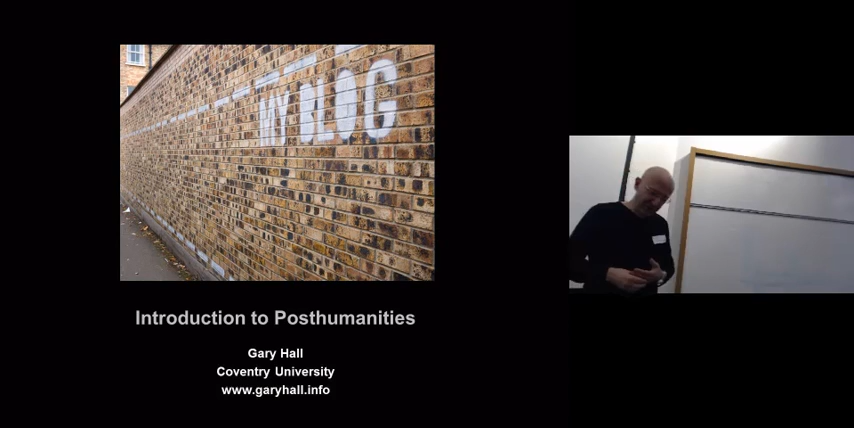 MY BLOG
Introduction to Posthumanities
Gary Hall
Coventry University
www.garyhall.info